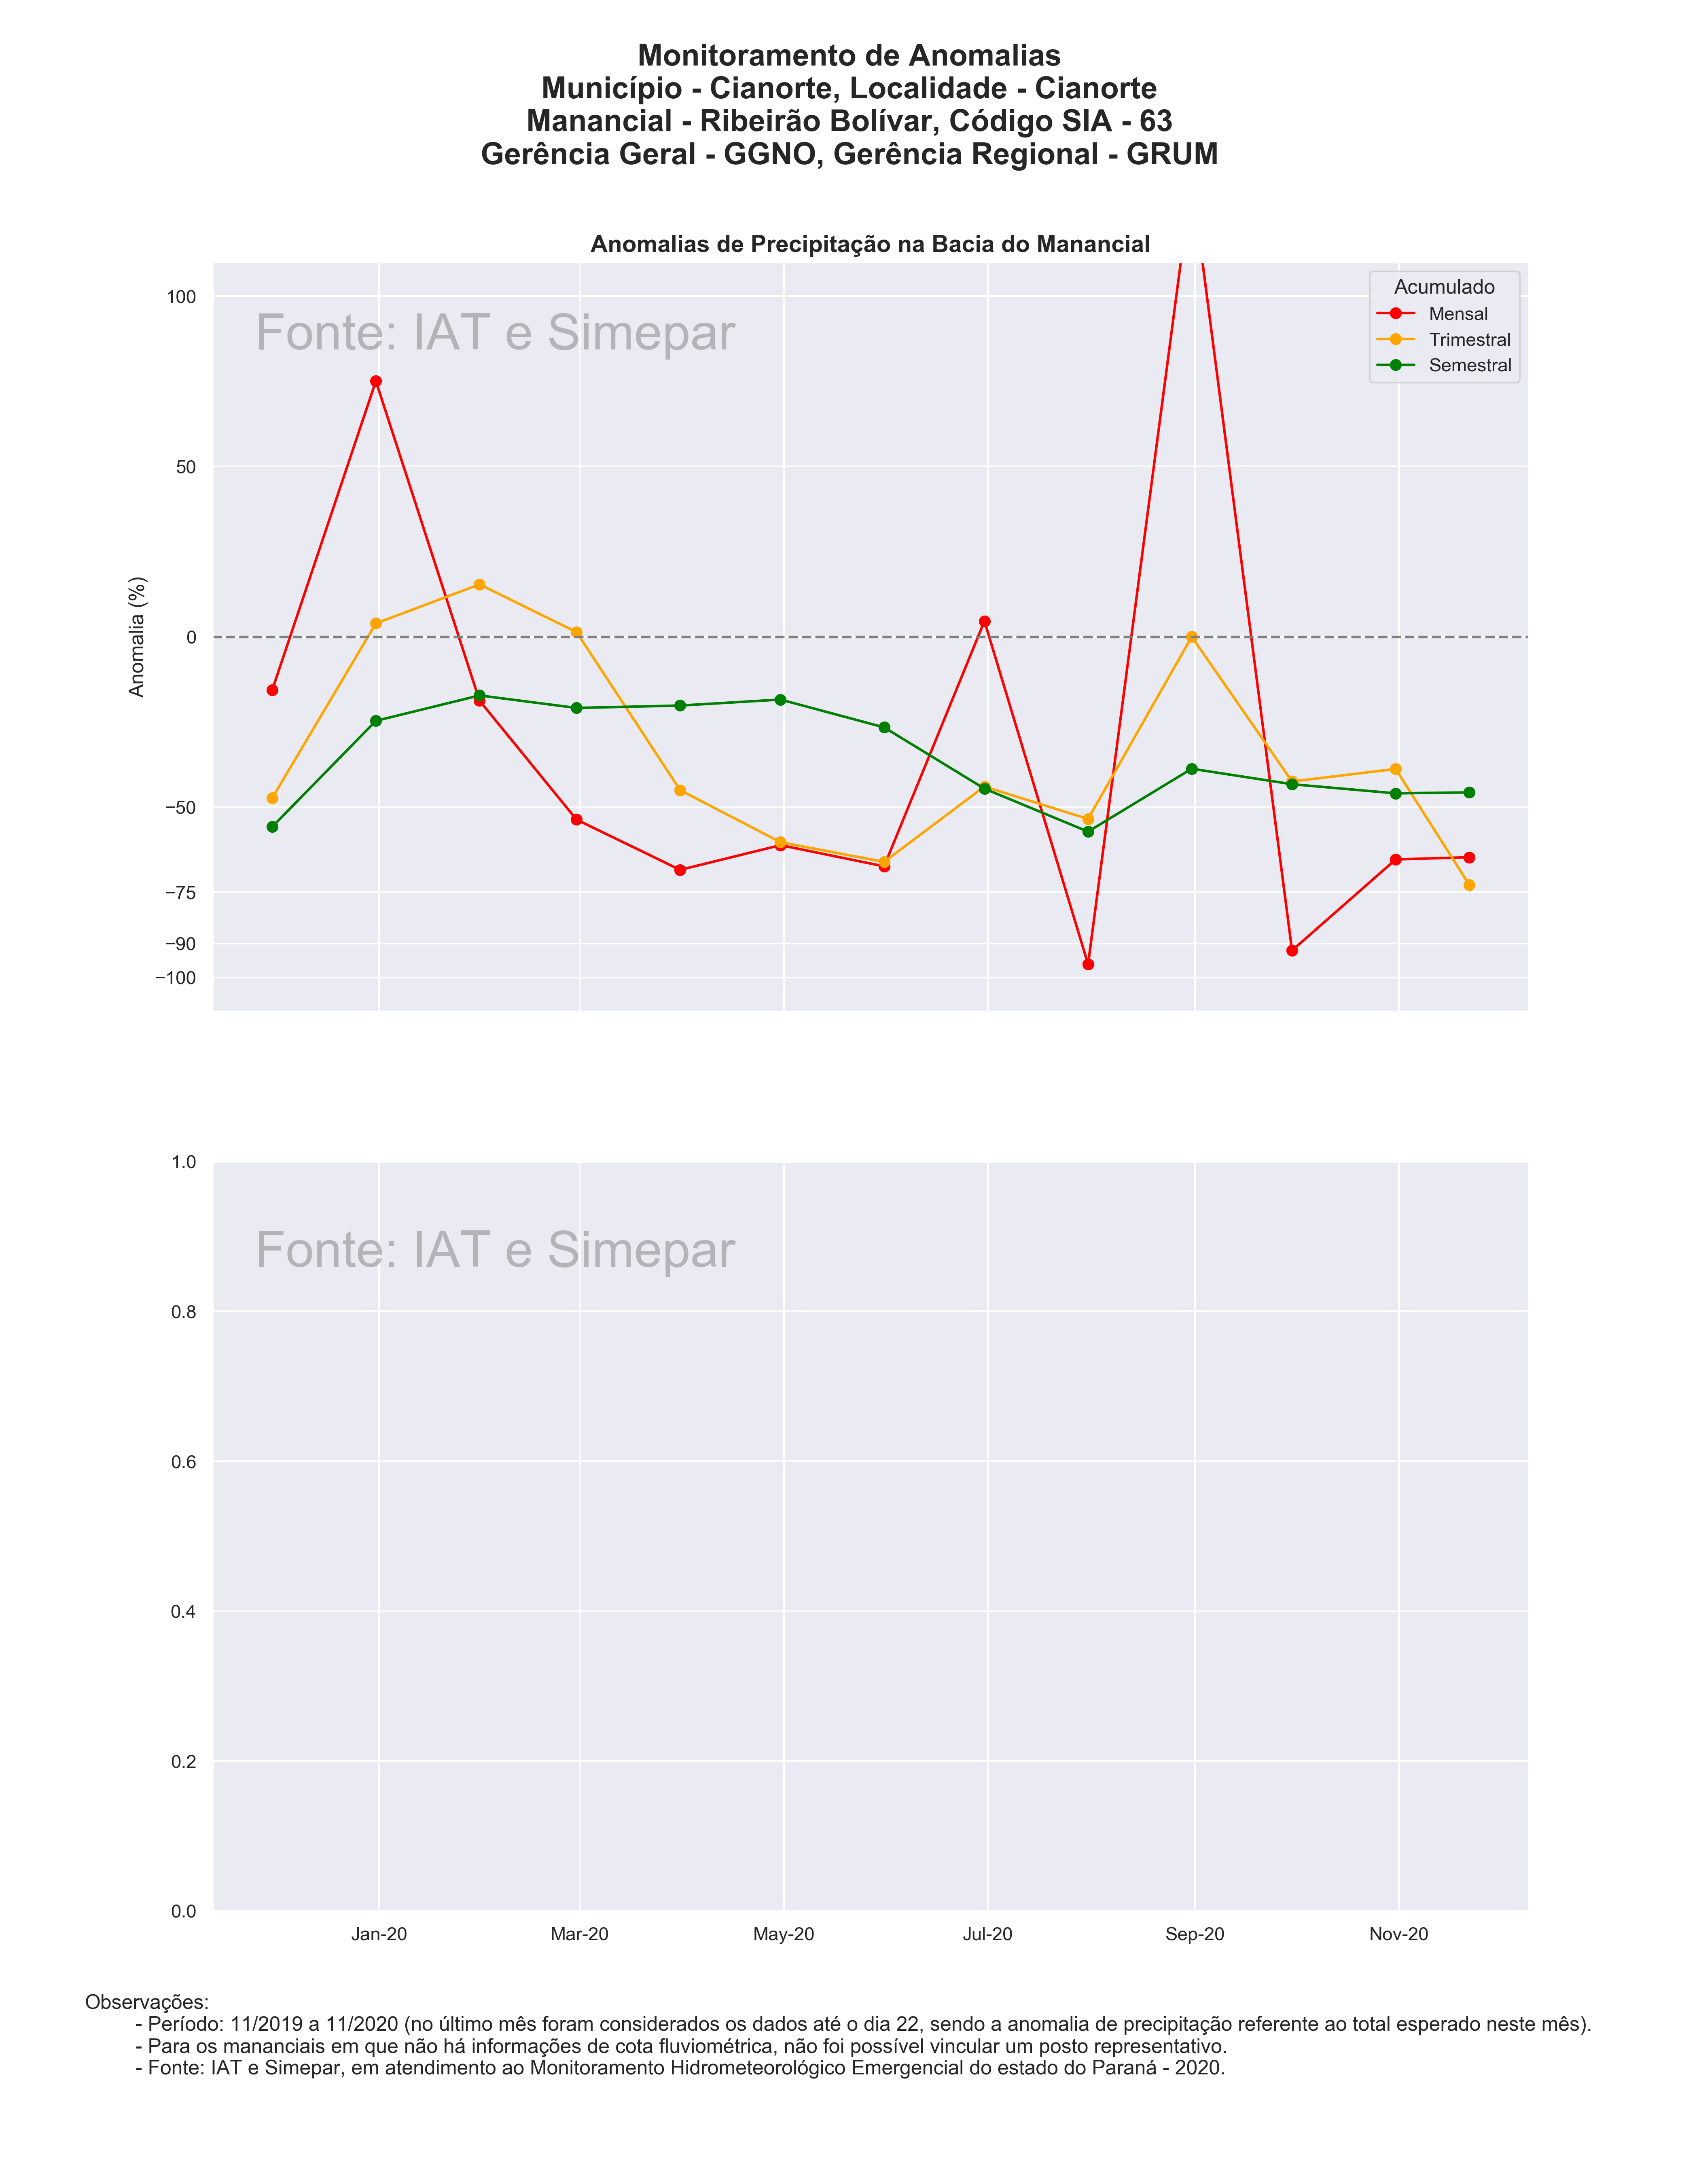 Monitoramento de Anomalias
Município - Cianorte, Localidade - Cianorte
Manancial - Ribeirão Bolívar, Código SIA - 63
Gerência Geral - GGNO, Gerência Regional - GRUM
Anomalias de Precipitação na Bacia do Manancial
Fonte: IAT e Simepar
Acumulado
Mensal
Trimestral
Semestral
Anomalia (%)
100
50
0
−50
−75
−90
−100
Fonte: IAT e Simepar
1.0
0.8
0.6
0.4
0.2
0.0
Jan-20 Mar-20 May-20 Jul-20 Sep-20 Nov-20
Observações:
- Período: 11/2019 a 11/2020 (no último mês foram considerados os dados até o dia 22, sendo a anomalia de precipitação referente ao total esperado neste mês).
- Para os mananciais em que não há informações de cota fluviométrica, não foi possível vincular um posto representativo.
- Fonte: IAT e Simepar, em atendimento ao Monitoramento Hidrometeorológico Emergencial do estado do Paraná - 2020.